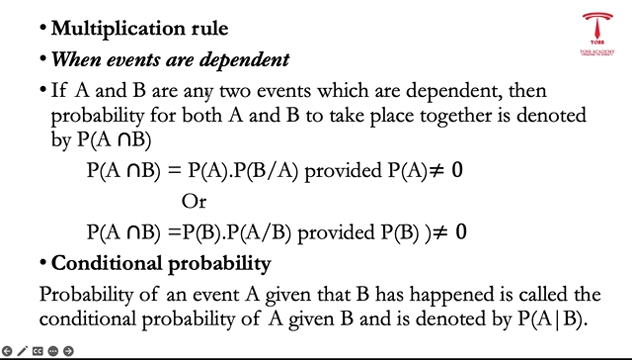 • Multiplication rule
• When events are dependent
• If A and B are any two events which are dependent, then
probability for both A and B to take place together is denoted
by P(A ∩B)
P(A ∩B) = P(A).P(B/A) provided P(A)≠ 0
Or
P(A ∩B) =P(B).P(A/B) provided P(B) )≠ 0
• Conditional probability
Probability of an event A given that B has happened is called the
conditional probability of A given B and is denoted by P(A|B).